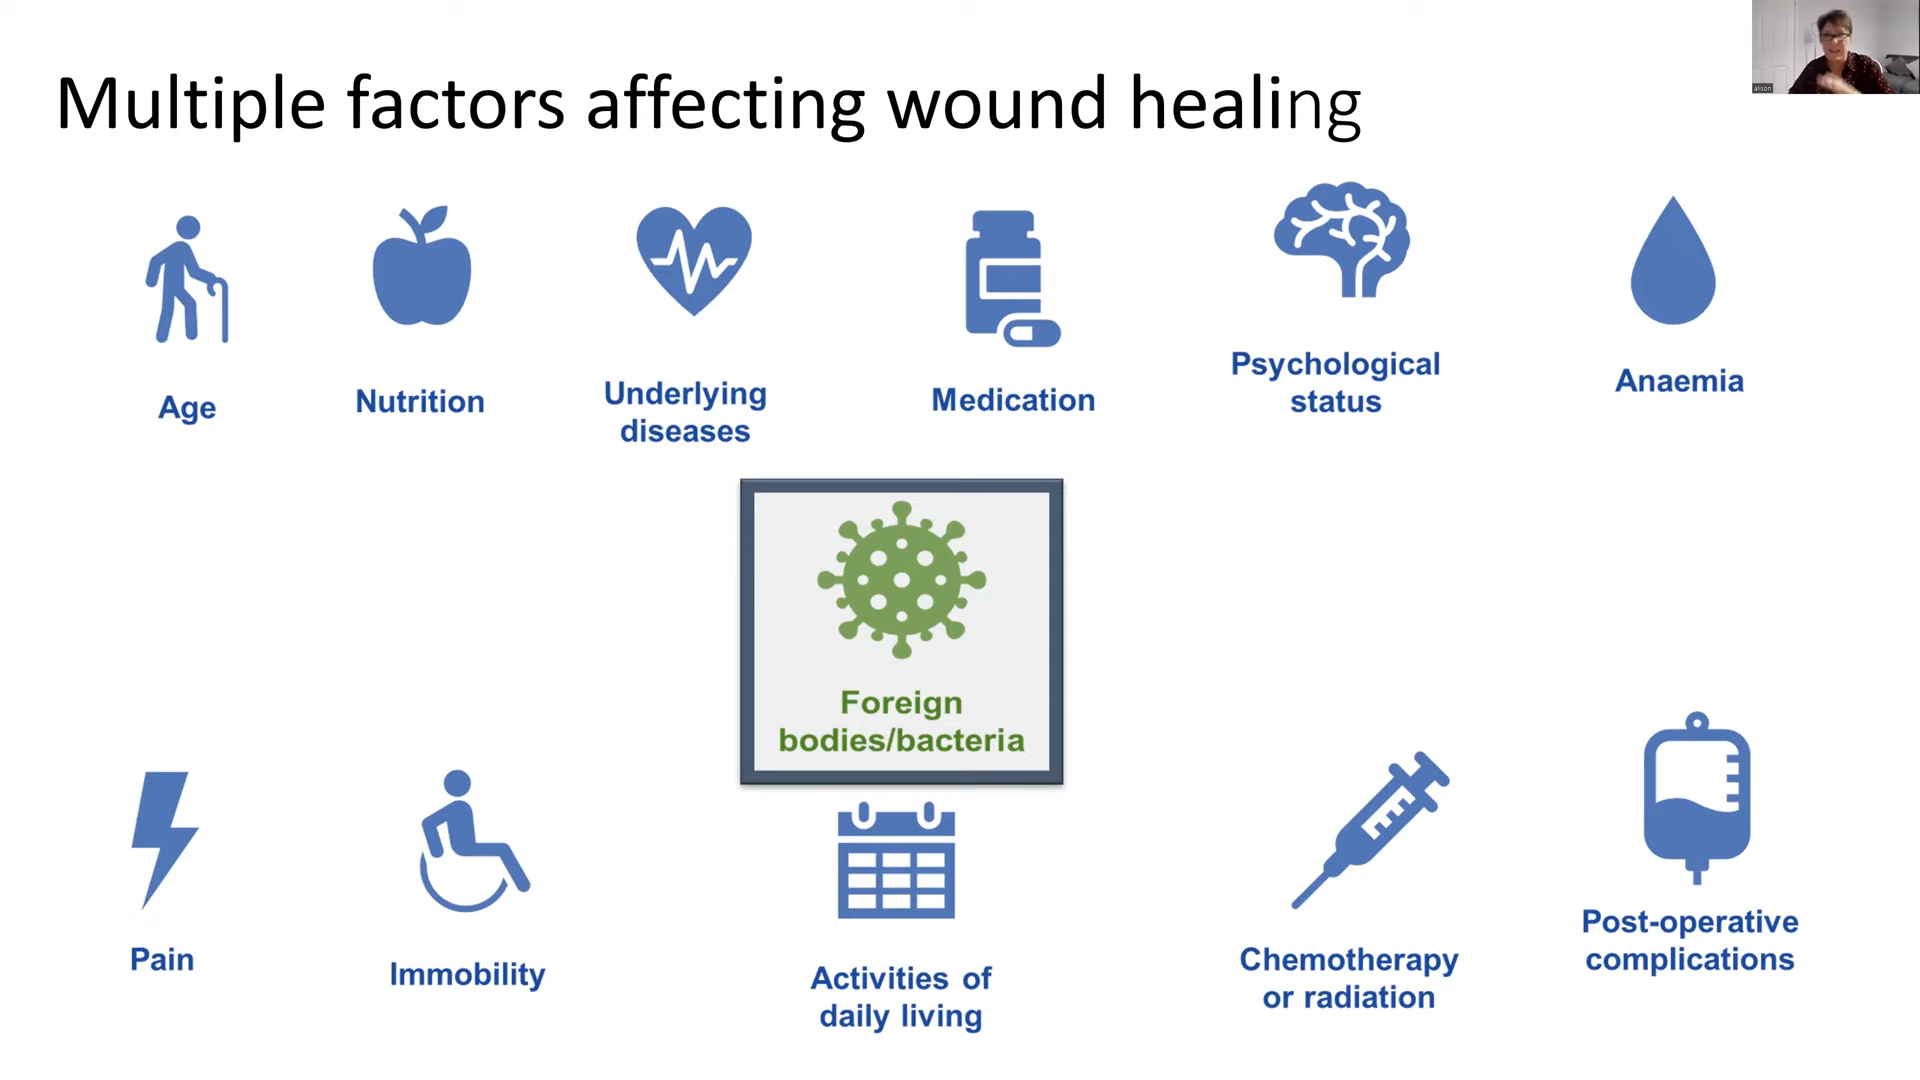 Multiple factors affecting wound healing
alison
Age
Nutrition
Underlying
diseases
Medication
Psychological
status
Anaemia
Foreign
bodies/bacteria
Pain
Immobility
Activities of
daily living
Chemotherapy
or radiation
Post-operative
complications